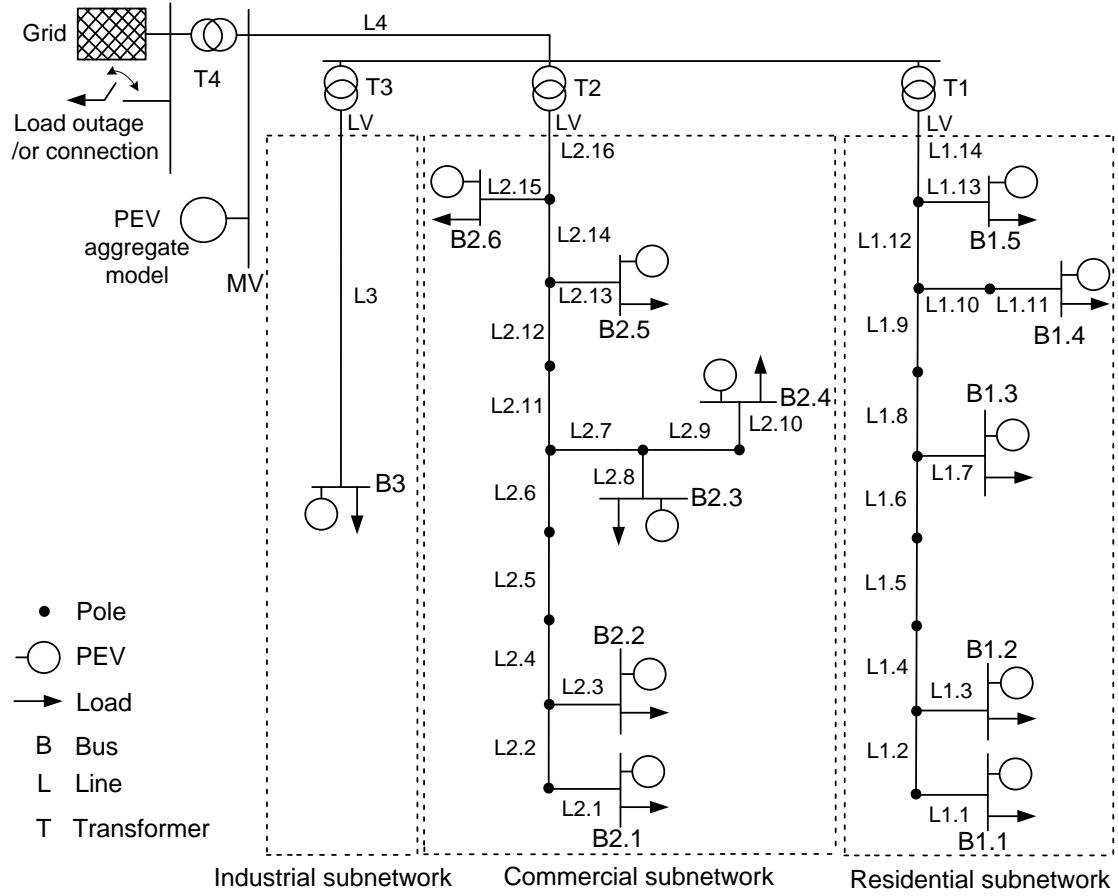 Grid
T4
L4
Load outage
/or connection
PEV
aggregate
model
MV
T3
T2
T1
LV
LV
LV
L3
B3
L2.16
L2.15
B2.6
L2.14
L2.13
B2.5
L2.12
L2.11
B2.4
L2.7
L2.9
L2.10
L2.8
B2.3
L2.6
L2.5
L2.4
B2.2
L2.3
L2.2
L2.1
B2.1
L1.14
L1.13
B1.5
L1.12
L1.10
L1.11
B1.4
L1.9
L1.8
B1.3
L1.7
L1.6
L1.5
L1.4
B1.2
L1.3
L1.2
L1.1
B1.1
Pole
PEV
Load
B Bus
L Line
T Transformer
Industrial subnetwork
Commercial subnetwork
Residential subnetwork